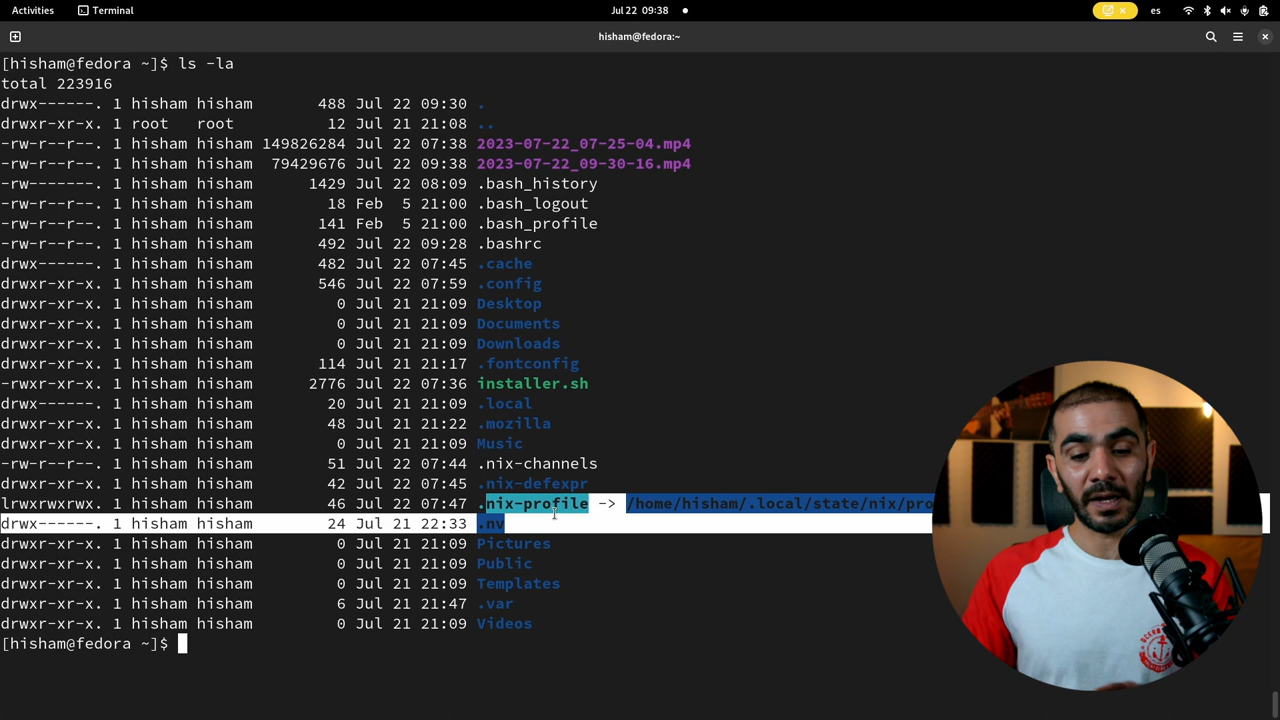 Activities Terminal Jul 22 09:38 es
hisham@fedora:~
[hisham@fedora ~]$ ls -la
total 223916
drwx------. 1 hisham hisham 488 Jul 22 09:30 .
drwxr-xr-x. 1 root root 12 Jul 21 21:08 ..
-rw-r--r--. 1 hisham hisham 149826284 Jul 22 07:38 2023-07-22_07-25-04.mp4
-rw-r--r--. 1 hisham hisham 79429676 Jul 22 09:38 2023-07-22_09-30-16.mp4
-rw-------. 1 hisham hisham 1429 Jul 22 08:09 .bash_history
-rw-r--r--. 1 hisham hisham 18 Feb 5 21:00 .bash_logout
-rw-r--r--. 1 hisham hisham 141 Feb 5 21:00 .bash_profile
-rw-r--r--. 1 hisham hisham 492 Jul 22 09:28 .bashrc
drwx------. 1 hisham hisham 482 Jul 22 07:45 .cache
drwxr-xr-x. 1 hisham hisham 546 Jul 22 07:59 .config
drwxr-xr-x. 1 hisham hisham 0 Jul 21 21:09 Desktop
drwxr-xr-x. 1 hisham hisham 0 Jul 21 21:09 Documents
drwxr-xr-x. 1 hisham hisham 0 Jul 21 21:09 Downloads
drwxr-xr-x. 1 hisham hisham 114 Jul 21 21:17 .fontconfig
-rwxr-xr-x. 1 hisham hisham 2776 Jul 22 07:36 installer.sh
drwx------. 1 hisham hisham 20 Jul 21 21:09 .local
drwxr-xr-x. 1 hisham hisham 48 Jul 21 21:22 .mozilla
drwxr-xr-x. 1 hisham hisham 0 Jul 21 21:09 Music
-rw-r--r--. 1 hisham hisham 51 Jul 22 07:44 .nix-channels
drwxr-xr-x. 1 hisham hisham 42 Jul 22 07:45 .nix-defexpr
lrwxrwxrwx. 1 hisham hisham 46 Jul 22 07:47 .nix-profile -> /home/hisham/.local/state/nix/pro
drwx------. 1 hisham hisham 24 Jul 21 22:33 .nv
drwxr-xr-x. 1 hisham hisham 0 Jul 21 21:09 Pictures
drwxr-xr-x. 1 hisham hisham 0 Jul 21 21:09 Public
drwxr-xr-x. 1 hisham hisham 0 Jul 21 21:09 Templates
drwxr-xr-x. 1 hisham hisham 6 Jul 21 21:47 .var
drwxr-xr-x. 1 hisham hisham 0 Jul 21 21:09 Videos
[hisham@fedora ~]$